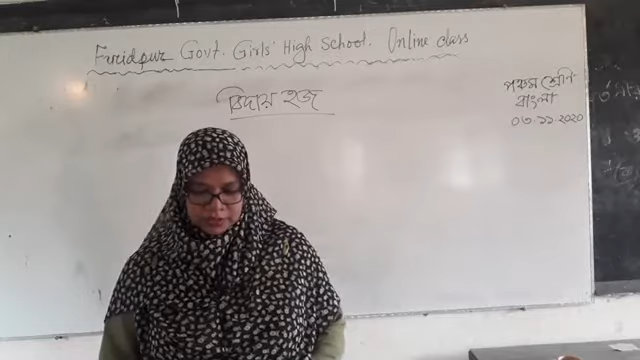 Faridpur Govt. Girls' High School. Online class
বিদায় হজ
পঞ্চম শ্রেণি
বাংলা
০৩.১১.২০২০